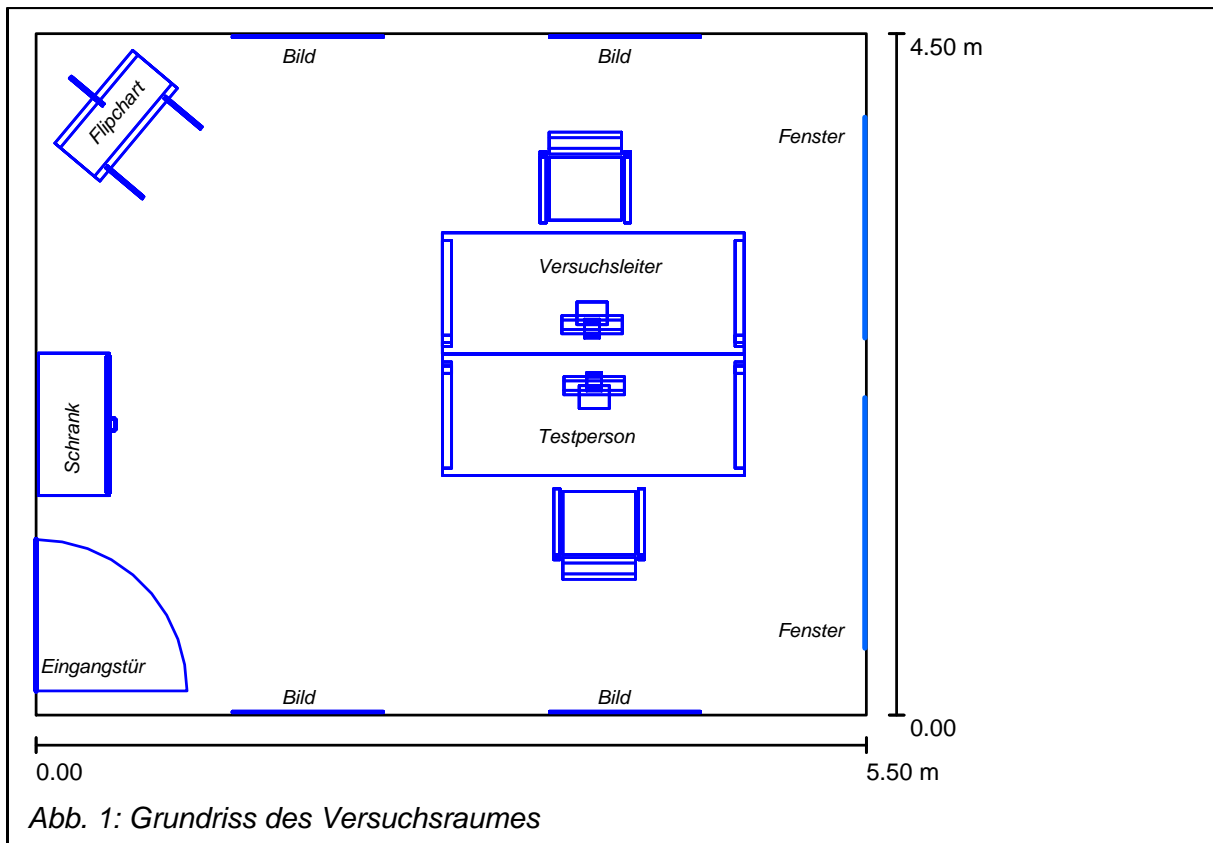 Bild
Bild
4.50 m
Flipchart
Fenster
Versuchsleiter
Schrank
Testperson
Fenster
Eingangstür
Bild
Bild
0.00
0.00
5.50 m
Abb. 1: Grundriss des Versuchsraumes